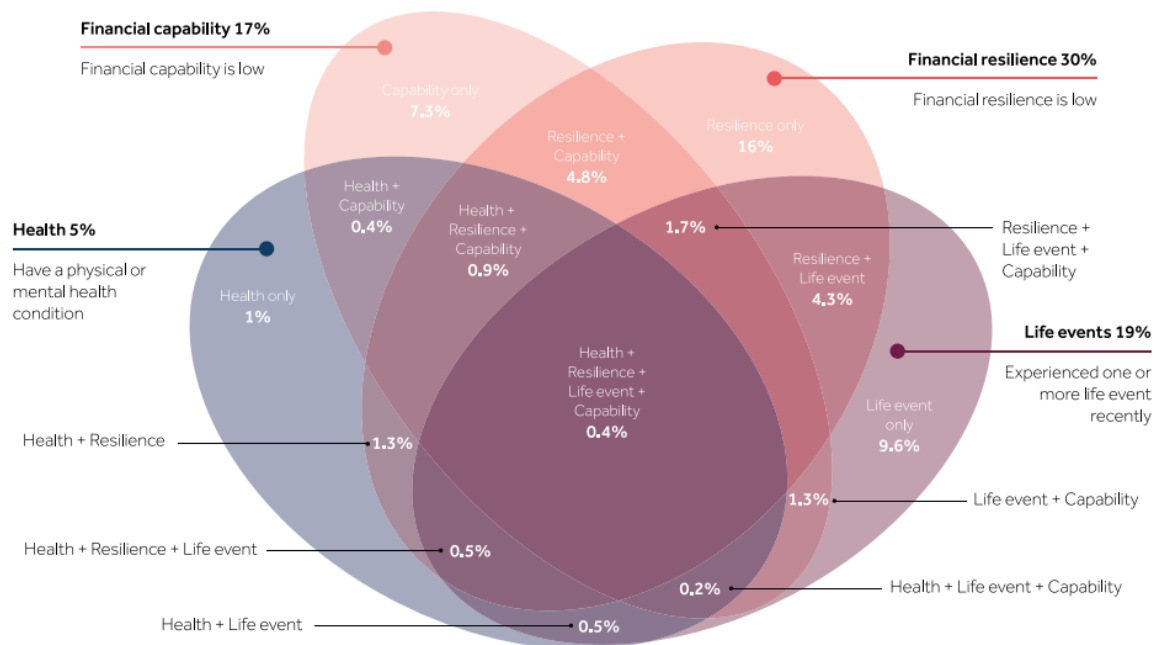 Financial capability 17%
Financial capability is low
Financial resilience 30%
Financial resilience is low
Capability only
7.3%
Resilience only
16%
Resilience +
Capability
4.8%
Health +
Capability
0.4%
Health +
Resilience +
Capability
0.9%
Health 5%
Have a physical or
mental health
condition
Health only
1%
1.7%
Resilience +
Life event +
Capability
Resilience +
Life event
4.3%
Life events 19%
Experienced one or
more life event
recently
Health +
Resilience +
Life event +
Capability
0.4%
Life event
only
9.6%
Health + Resilience
1.3%
1.3%
Life event + Capability
Health + Resilience + Life event
0.5%
0.2%
Health + Life event + Capability
Health + Life event
0.5%